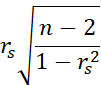 r_s √((n − 2)/(1 − r_s²))